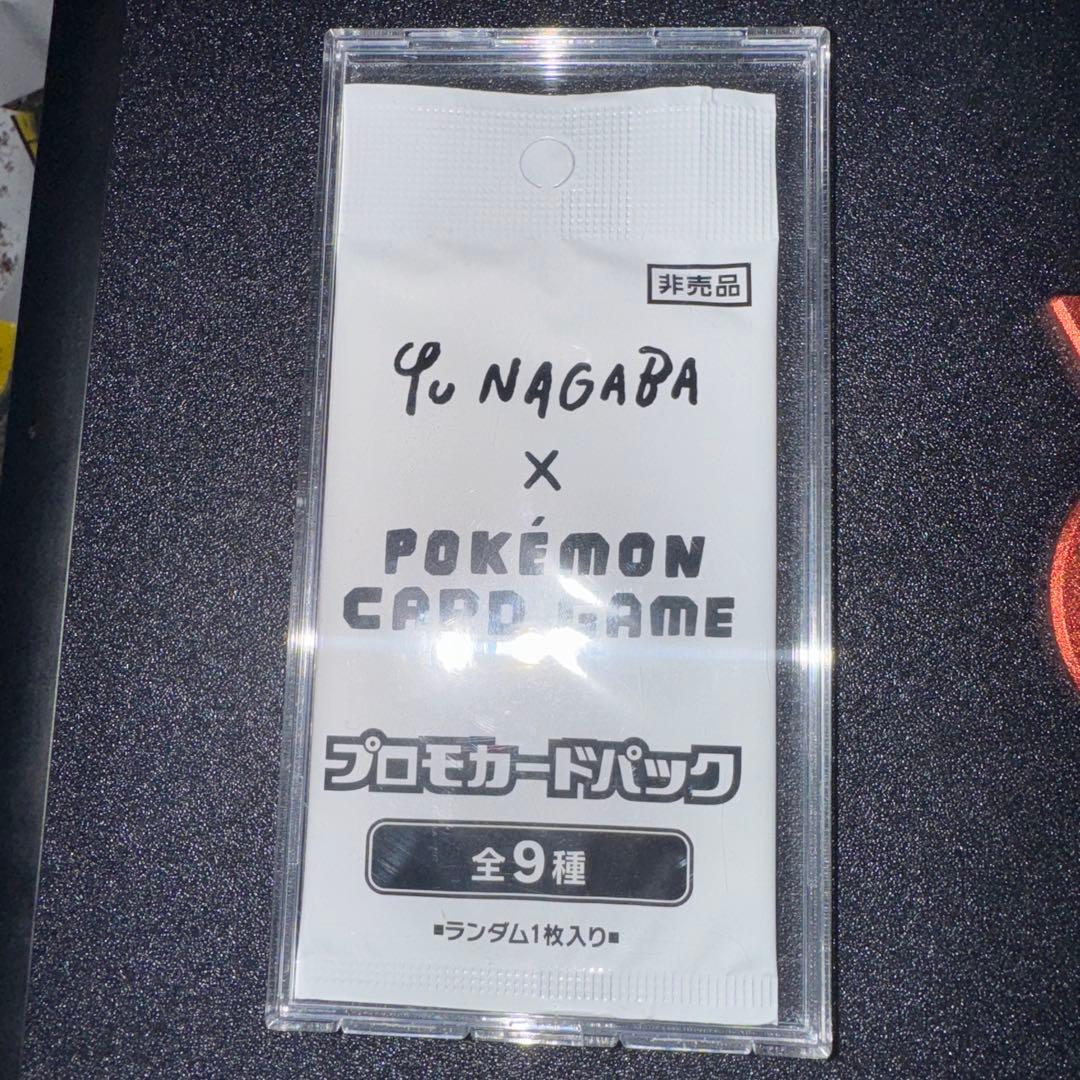 非売品
Yu NAGABA
×
POKÉMON
CARD GAME
プロモカードパック
全9種
■ランダム1枚入り■